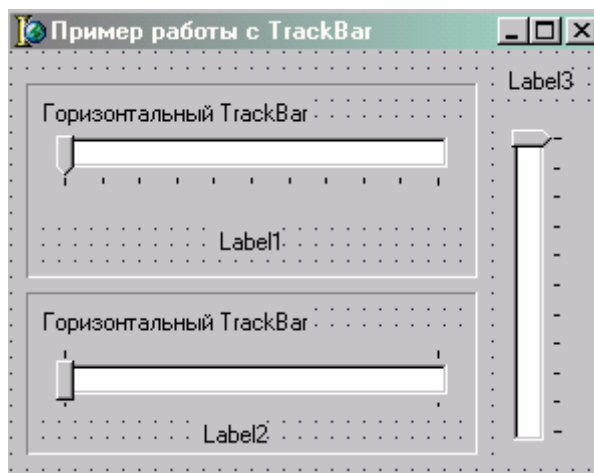 Пример работы с TrackBar
Label3
Горизонтальный TrackBar
Label1
Горизонтальный TrackBar
Label2